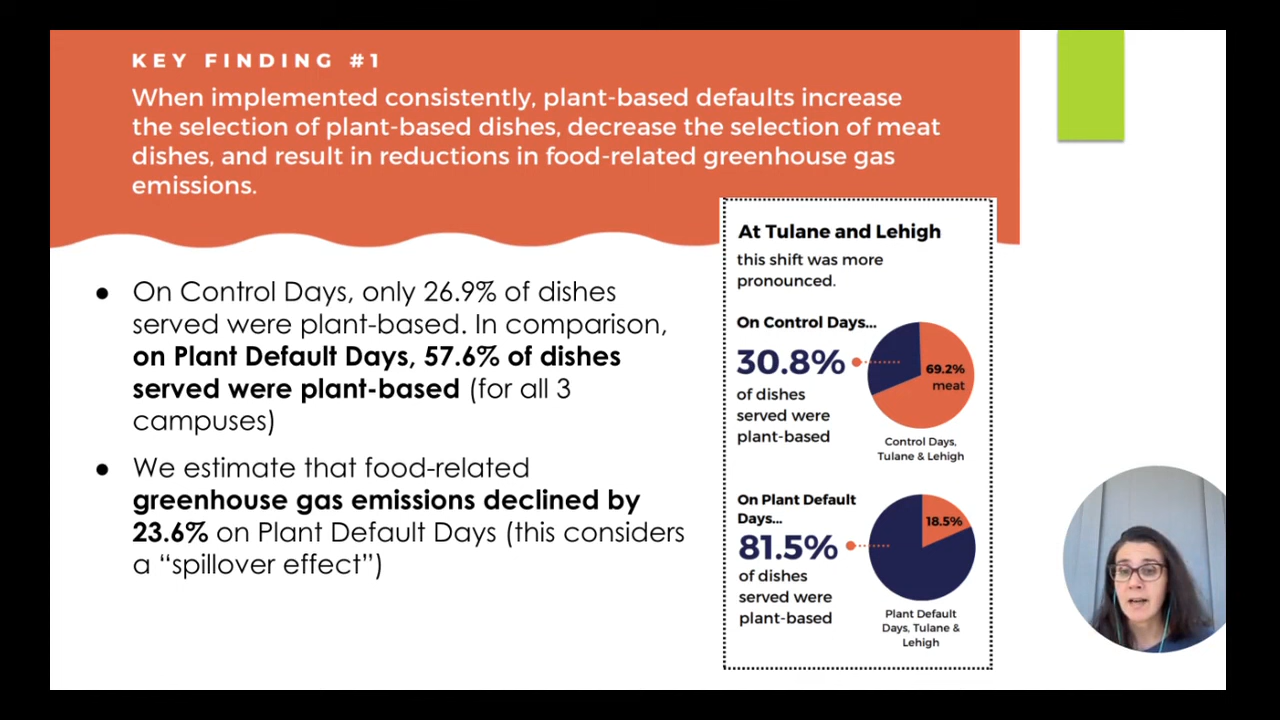 KEY FINDING #1
When implemented consistently, plant-based defaults increase
the selection of plant-based dishes, decrease the selection of meat
dishes, and result in reductions in food-related greenhouse gas
emissions.
● On Control Days, only 26.9% of dishes
served were plant-based. In comparison,
on Plant Default Days, 57.6% of dishes
served were plant-based (for all 3
campuses)
● We estimate that food-related
greenhouse gas emissions declined by
23.6% on Plant Default Days (this considers
a “spillover effect”)
At Tulane and Lehigh
this shift was more
pronounced.
On Control Days...
30.8%
of dishes
served were
plant-based
69.2%
meat
Control Days,
Tulane & Lehigh
On Plant Default
Days...
81.5%
of dishes
served were
plant-based
18.5%
Plant Default
Days, Tulane &
Lehigh